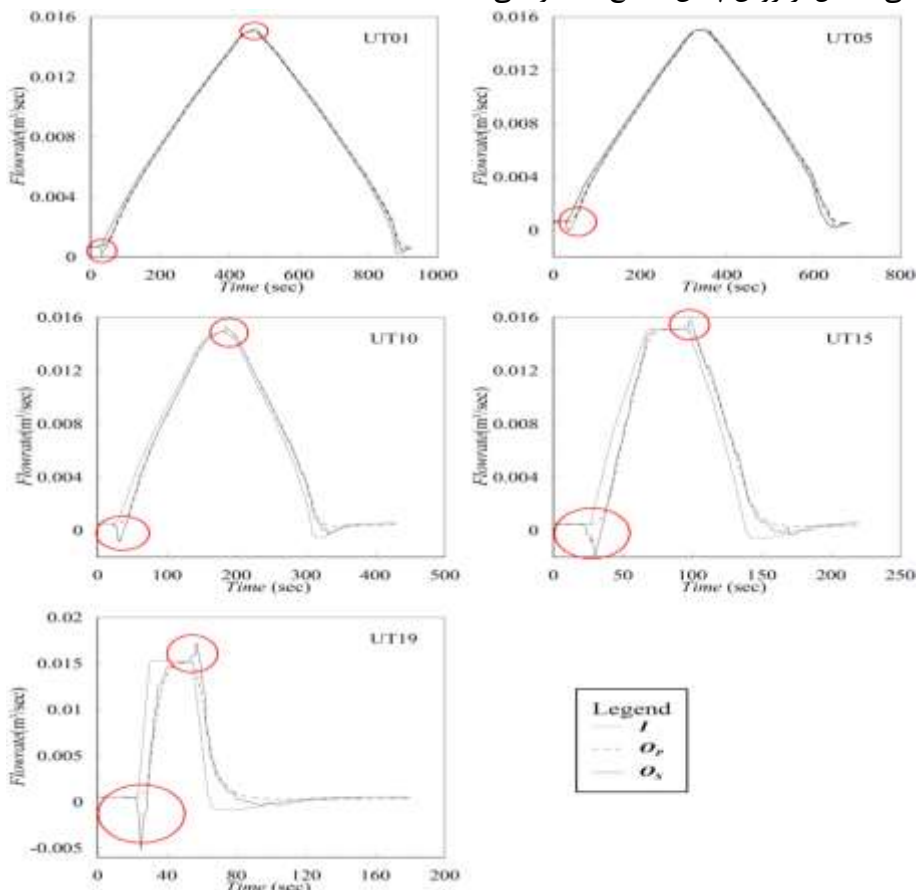 0.016
0.012
0.008
0.004
0
Flowrate(m³/sec)
UT01
0 200 400 600 800 1000
Time (sec)
0.016
0.012
0.008
0.004
0
Flowrate(m³/sec)
UT05
0 200 400 600 800
Time (sec)
0.016
0.012
0.008
0.004
0
Flowrate(m³/sec)
UT10
0 100 200 300 400 500
Time (sec)
0.016
0.012
0.008
0.004
0
Flowrate(m³/sec)
UT15
0 50 100 150 200 250
Time (sec)
0.02
0.015
0.01
0.005
0
-0.005
Flowrate(m³/sec)
UT19
0 40 80 120 160 200
Time (sec)
Legend
I
O_P
O_S